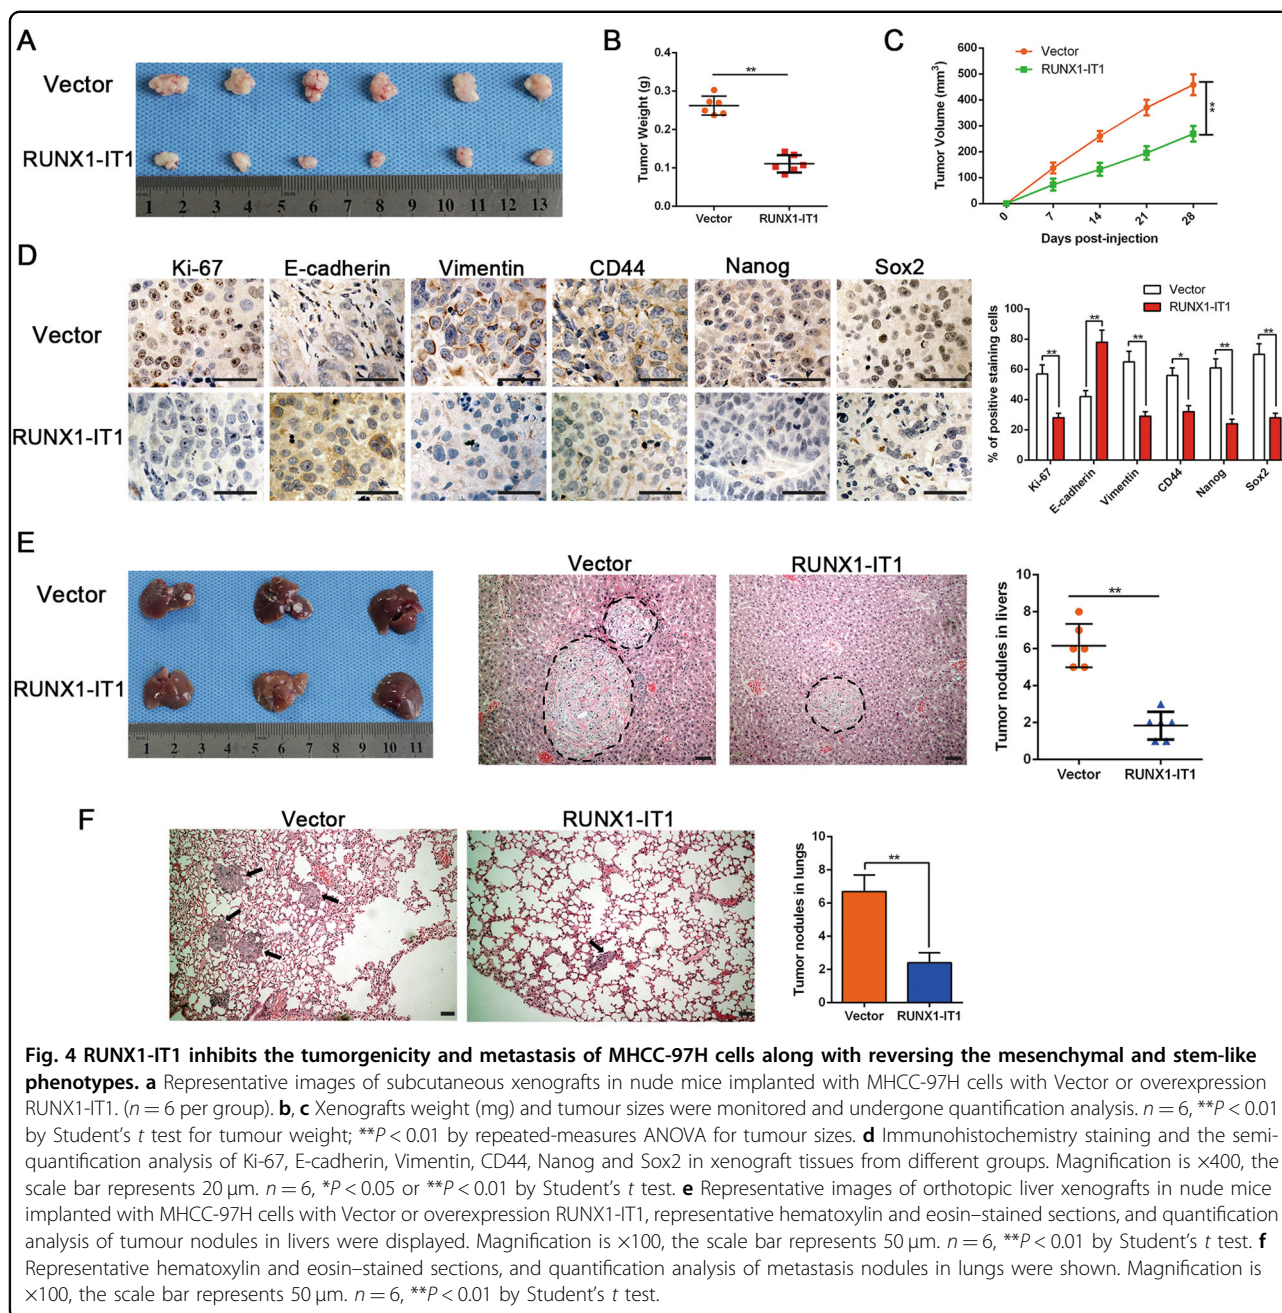 A
Vector
RUNX1-IT1
mm
1 2 3 4 5 mm 6 7 8 9 10 11 12 13
B
Tumor Weight (g)
0.4
0.3
0.2
0.1
0.0
**
Vector RUNX1-IT1
C
Tumor Volume (mm3)
600
500
400
300
200
100
0
Vector
RUNX1-IT1
**
0 7 14 21 28
Days post-injection
D
Ki-67 E-cadherin Vimentin CD44 Nanog Sox2
Vector
RUNX1-IT1
Vector
RUNX1-IT1
% of positive staining cells
100
80
60
40
20
0
** ** ** * ** **
Ki-67 E-cadherin Vimentin CD44 Nanog Sox2
E
Vector
RUNX1-IT1
mm
1 2 3 4 5 mm 6 7 8 9 10 11
Vector RUNX1-IT1
Tumor nodules in livers
10
8
6
4
2
0
**
Vector RUNX1-IT1
F
Vector RUNX1-IT1
Tumor nodules in lungs
10
8
6
4
2
0
**
Vector RUNX1-IT1
Fig. 4 RUNX1-IT1 inhibits the tumorgenicity and metastasis of MHCC-97H cells along with reversing the mesenchymal and stem-like
phenotypes. a Representative images of subcutaneous xenografts in nude mice implanted with MHCC-97H cells with Vector or overexpression
RUNX1-IT1. (n = 6 per group). b, c Xenografts weight (mg) and tumour sizes were monitored and undergone quantification analysis. n = 6, **P < 0.01
by Student's t test for tumour weight; **P < 0.01 by repeated-measures ANOVA for tumour sizes. d Immunohistochemistry staining and the semi-
quantification analysis of Ki-67, E-cadherin, Vimentin, CD44, Nanog and Sox2 in xenograft tissues from different groups. Magnification is ×400, the
scale bar represents 20 μm. n = 6, *P < 0.05 or **P < 0.01 by Student's t test. e Representative images of orthotopic liver xenografts in nude mice
implanted with MHCC-97H cells with Vector or overexpression RUNX1-IT1, representative hematoxylin and eosin–stained sections, and quantification
analysis of tumour nodules in livers were displayed. Magnification is ×100, the scale bar represents 50 μm. n = 6, **P < 0.01 by Student's t test. f
Representative hematoxylin and eosin–stained sections, and quantification analysis of metastasis nodules in lungs were shown. Magnification is
×100, the scale bar represents 50 μm. n = 6, **P < 0.01 by Student's t test.